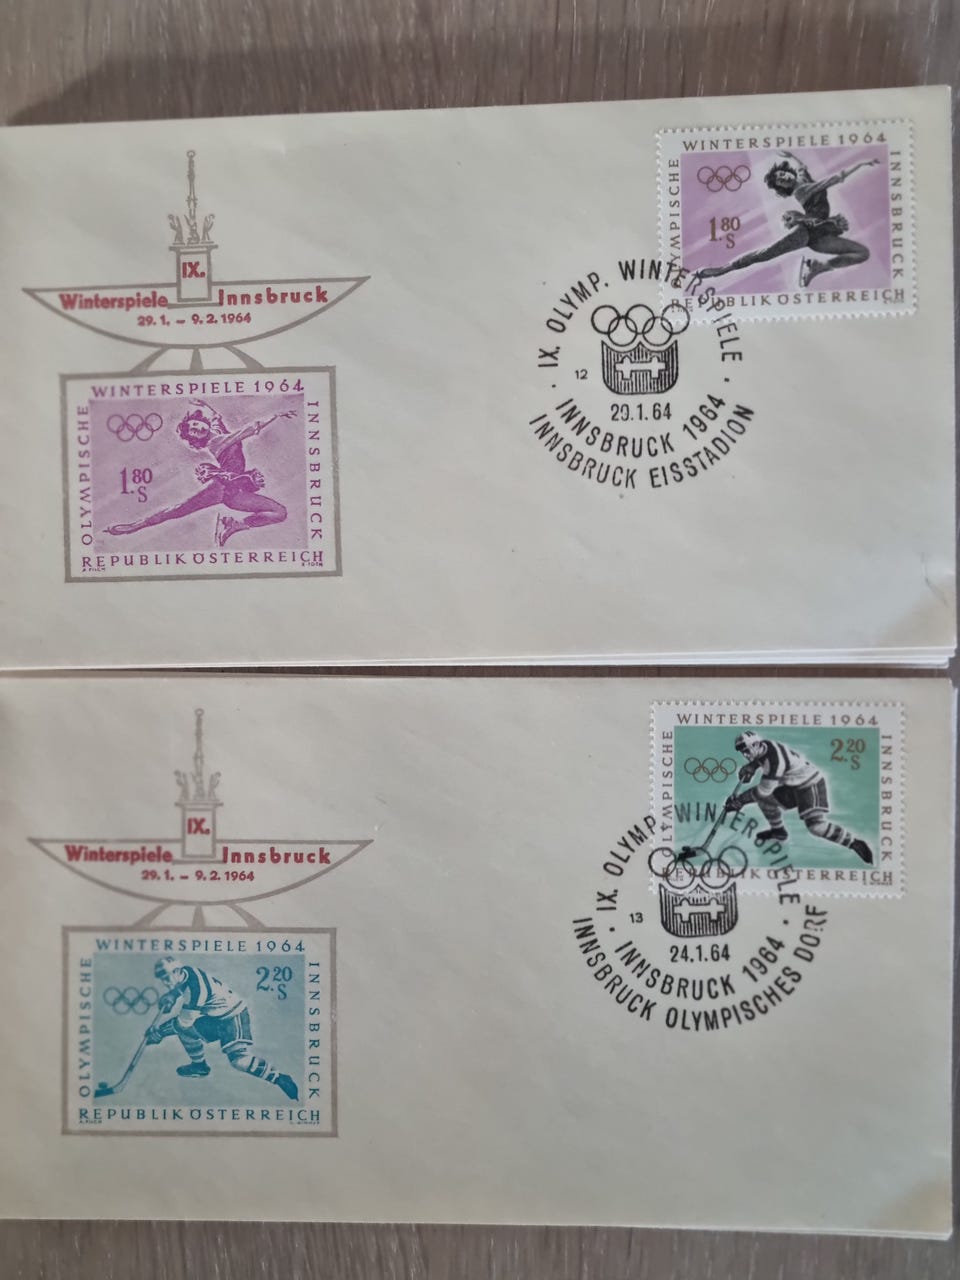 IX.
Winterspiele Innsbruck
29.1. – 9.2.1964
WINTERSPIELE 1964
OLYMPISCHE
INNSBRUCK
1.80
S
REPUBLIK ÖSTERREICH
A. PILCH
WINTERSPIELE 1964
OLYMPISCHE
INNSBRUCK
1.80
S
REPUBLIK ÖSTERREICH
IX. OLYMP. WINTERSPIELE
12
29.1.64
INNSBRUCK 1964
INNSBRUCK EISSTADION
IX.
Winterspiele Innsbruck
29.1. – 9.2.1964
WINTERSPIELE 1964
OLYMPISCHE
INNSBRUCK
2.20
S
REPUBLIK ÖSTERREICH
A. PILCH
WINTERSPIELE 1964
OLYMPISCHE
INNSBRUCK
2.20
S
REPUBLIK ÖSTERREICH
IX. OLYMP. WINTERSPIELE
13
24.1.64
INNSBRUCK 1964
INNSBRUCK OLYMPISCHES DORF